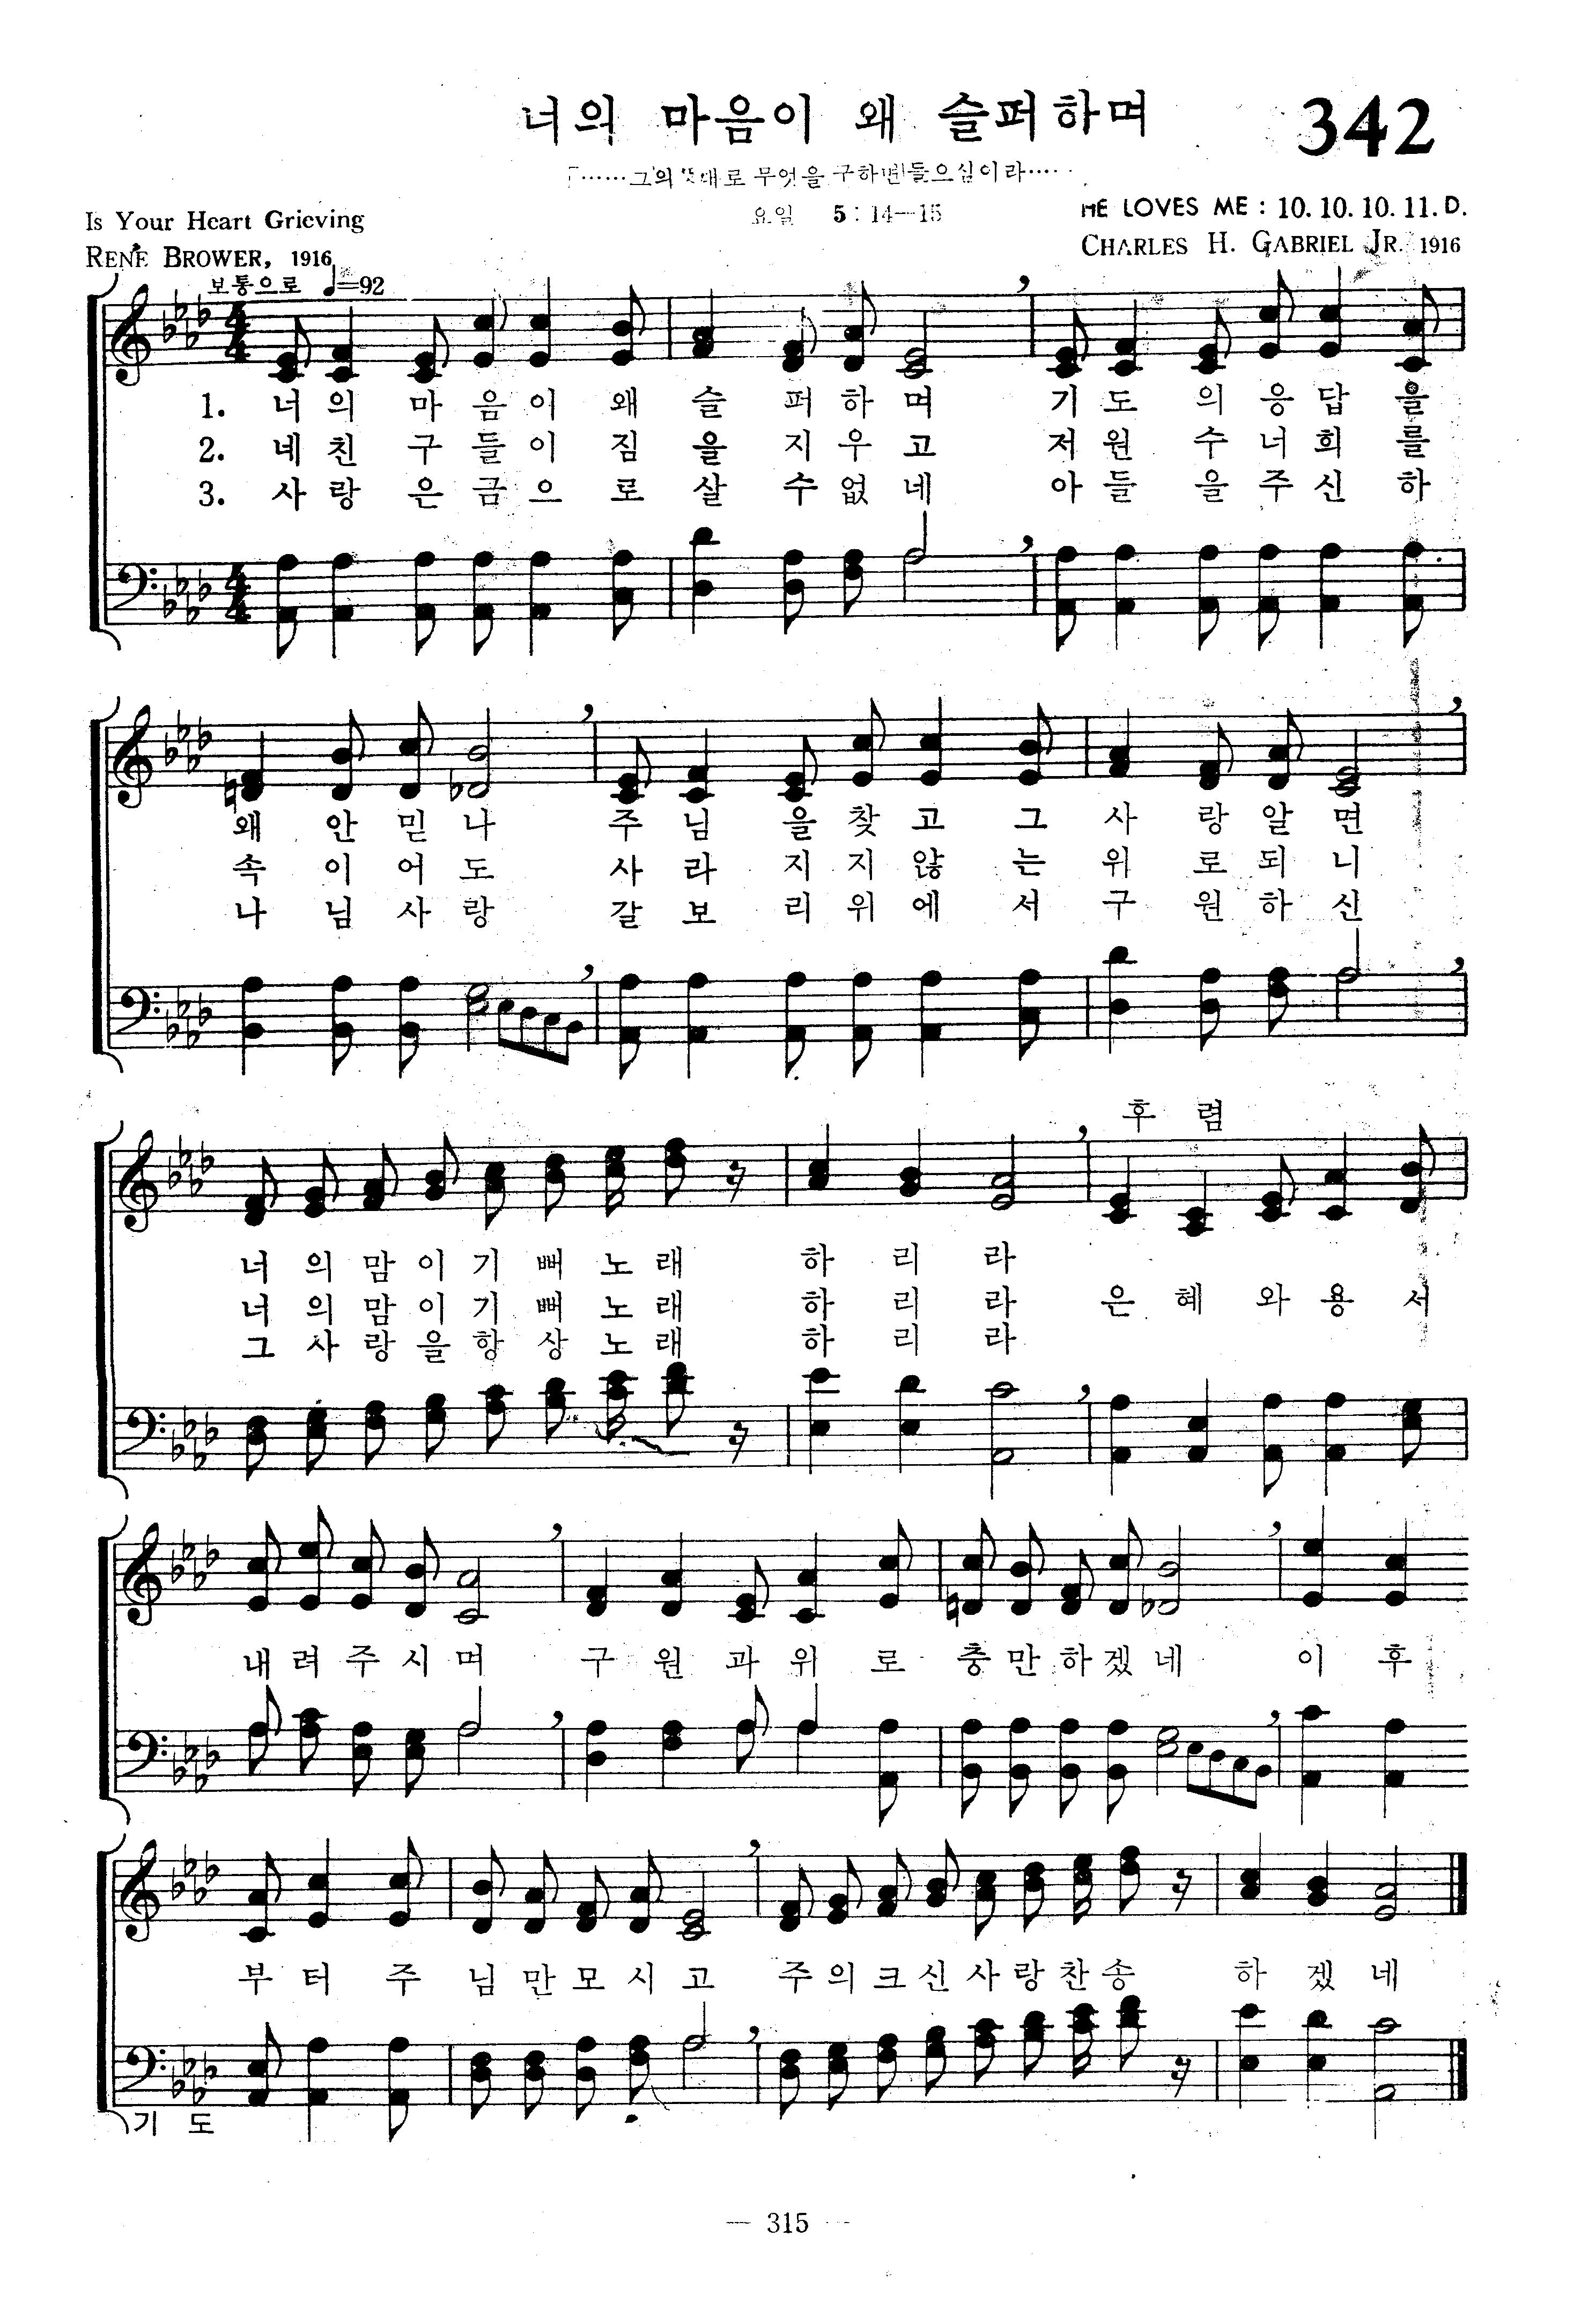 너의 마음이 왜 슬퍼하며
342
「……그의 뜻대로 무엇을 구하면 들으심이라……
요일 5:14—15
Is Your Heart Grieving
HE LOVES ME : 10. 10. 10. 11. D.
RENÉ BROWER, 1916
CHARLES H. GABRIEL JR. 1916
보통으로 ♩=92
1. 너 의 마 음 이 왜 슬 퍼 하 며 기 도 의 응 답 을
2. 네 친 구 들 이 짐 을 지 우 고 저 원 수 너 희 를
3. 사 랑 은 금 으 로 살 수 없 네 아 들 을 주 신 하
왜 안 믿 나 주 님 을 찾 고 그 사 랑 알 면
속 이 어 도 사 라 지 지 않 는 위 로 되 니
나 님 사 랑 갈 보 리 위 에 서 구 원 하 신
후 렴
너 의 맘 이 기 뻐 노 래 하 리 라
너 의 맘 이 기 뻐 노 래 하 리 라 은 혜 와 용 서
그 사 랑 을 항 상 노 래 하 리 라
내 려 주 시 며 구 원 과 위 로 충 만 하 겠 네 이 후
부 터 주 님 만 모 시 고 주 의 크 신 사 랑 찬 송 하 겠 네
기 도
— 315 —